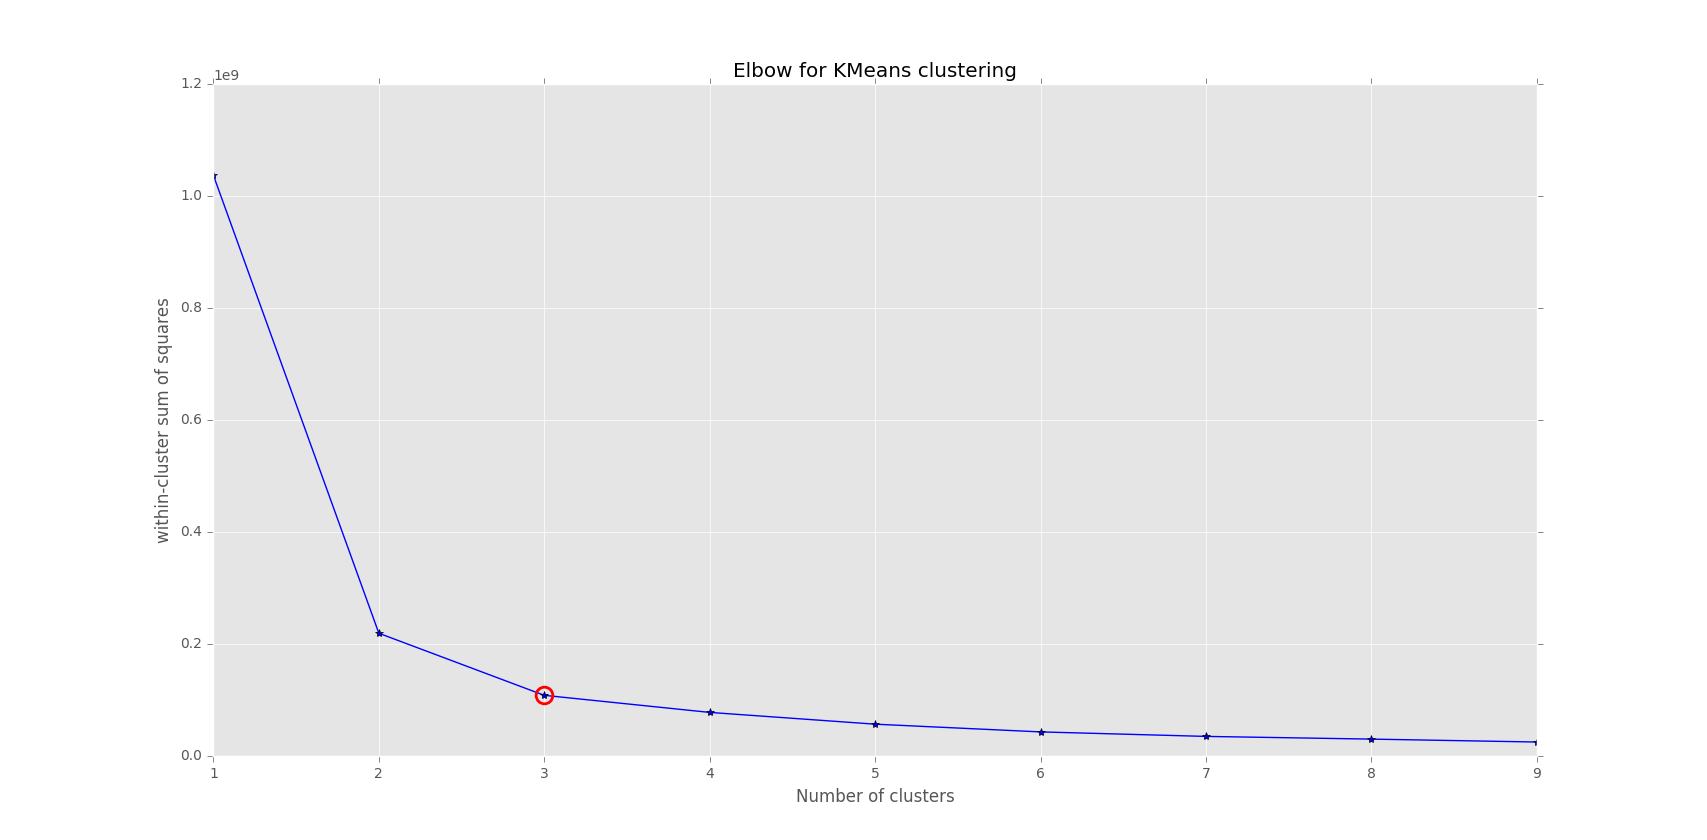 Elbow for KMeans clustering
1e9
1.2
1.0
0.8
0.6
0.4
0.2
0.0
within-cluster sum of squares
1 2 3 4 5 6 7 8 9
Number of clusters